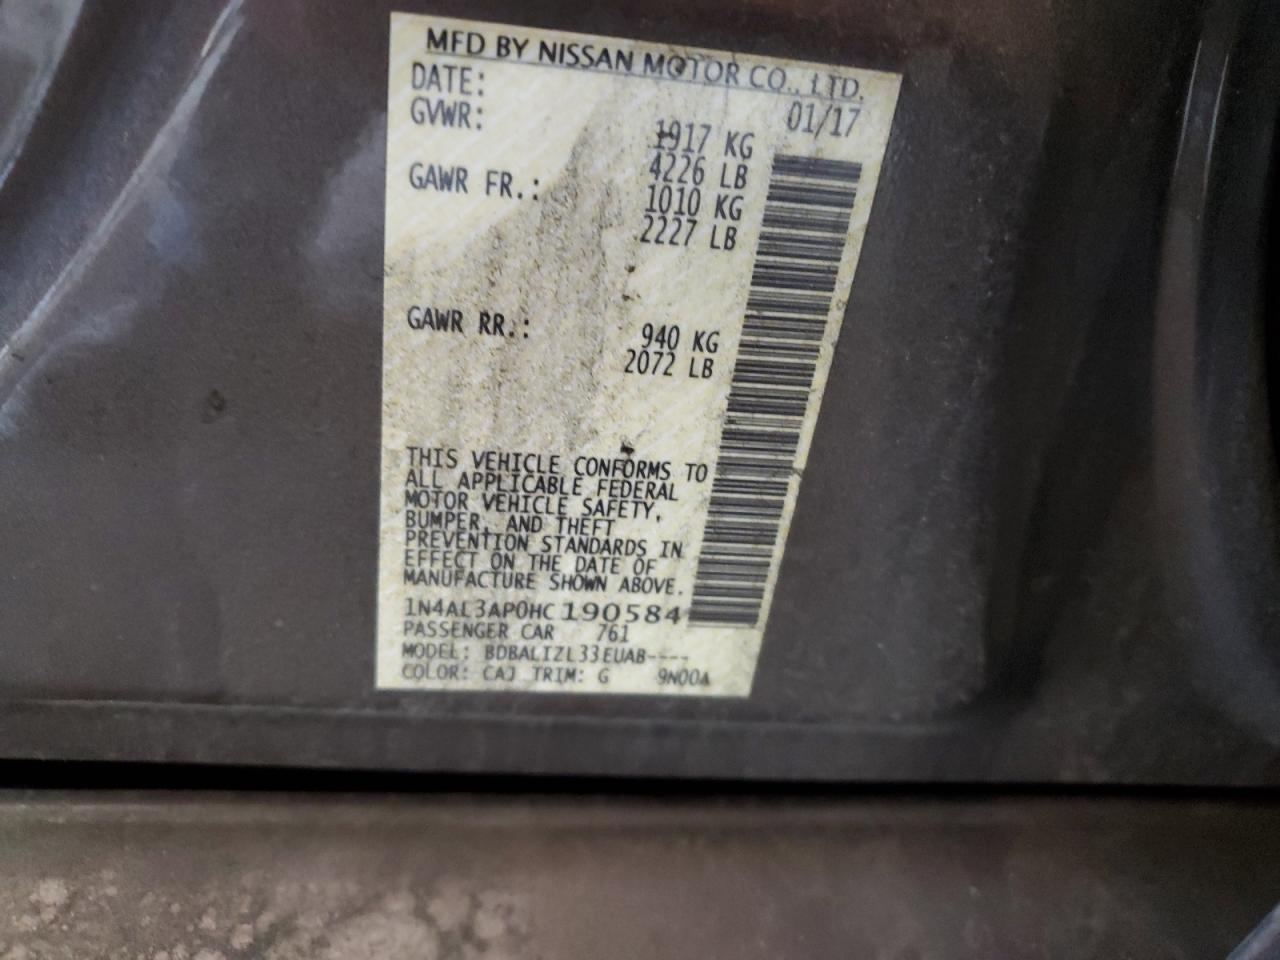 MFD BY NISSAN MOTOR CO., LTD.
DATE: 01/17
GVWR: 1917 KG
4226 LB
GAWR FR.: 1010 KG
2227 LB
GAWR RR.: 940 KG
2072 LB
THIS VEHICLE CONFORMS TO
ALL APPLICABLE FEDERAL
MOTOR VEHICLE SAFETY,
BUMPER, AND THEFT
PREVENTION STANDARDS IN
EFFECT ON THE DATE OF
MANUFACTURE SHOWN ABOVE.
1N4AL3AP0HC190584
PASSENGER CAR 761
MODEL: BDBALIZL33EUAB----
COLOR: CAJ TRIM: G 9N00A